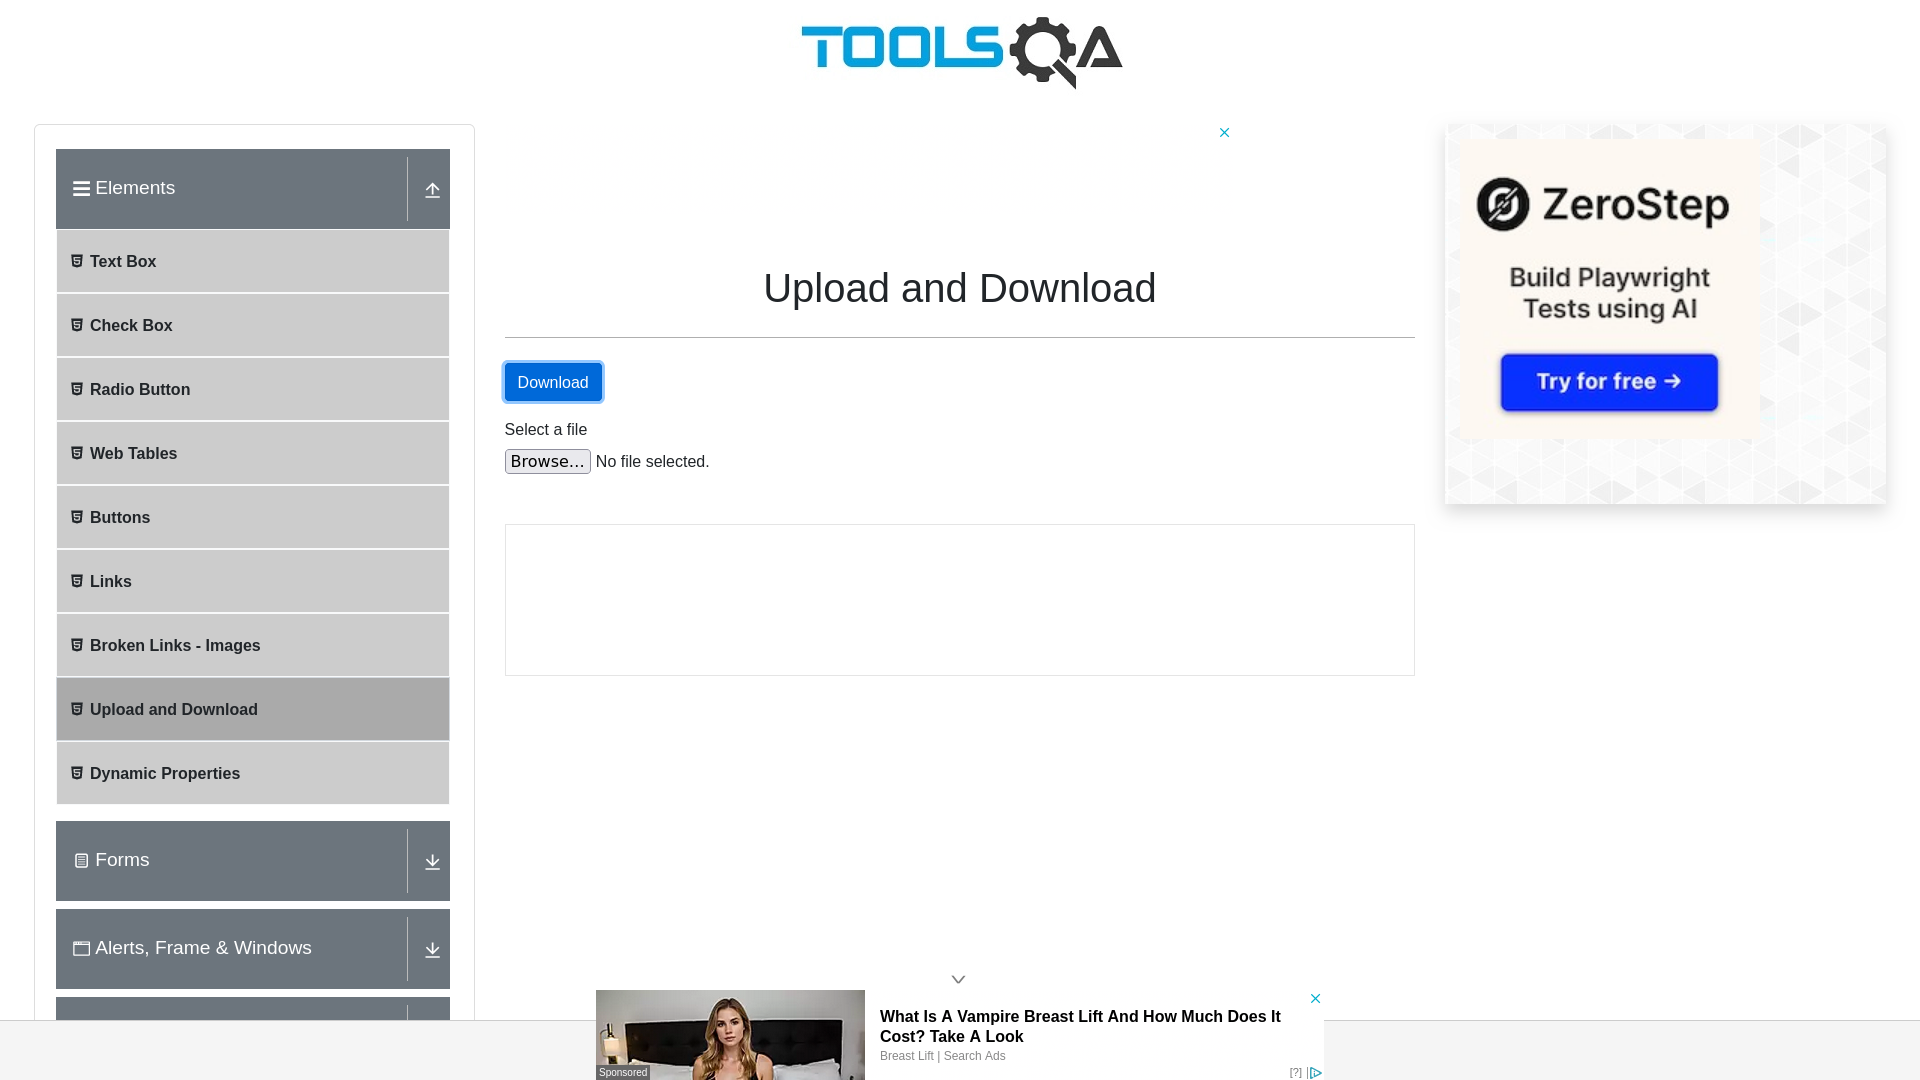 TOOLSQA
Elements
Text Box
Check Box
Radio Button
Web Tables
Buttons
Links
Broken Links - Images
Upload and Download
Dynamic Properties
Forms
Alerts, Frame & Windows
Upload and Download
Download
Select a file
Browse... No file selected.
ZeroStep
Build Playwright
Tests using AI
Try for free →
What Is A Vampire Breast Lift And How Much Does It
Cost? Take A Look
Breast Lift | Search Ads
Sponsored
[?]